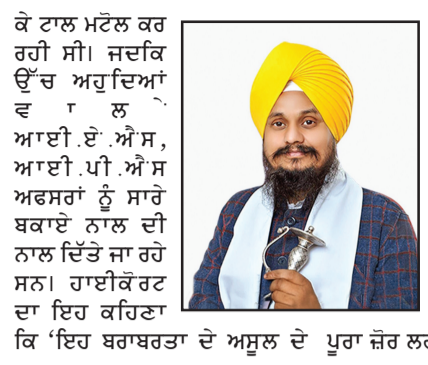 ਕੇ ਟਾਲ ਮਟੋਲ ਕਰ
ਰਹੀ ਸੀ। ਜਦਕਿ
ਉੱਚ ਅਹੁਦਿਆਂ
ਵਾਲੇ
ਆਈ.ਏ.ਐਸ,
ਆਈ.ਪੀ.ਐਸ
ਅਫਸਰਾਂ ਨੂੰ ਸਾਰੇ
ਬਕਾਏ ਨਾਲ ਦੀ
ਨਾਲ ਦਿੱਤੇ ਜਾ ਰਹੇ
ਸਨ। ਹਾਈਕੋਰਟ
ਦਾ ਇਹ ਕਹਿਣਾ
ਕਿ ‘ਇਹ ਬਰਾਬਰਤਾ ਦੇ ਅਸੂਲ ਦੇ ਪੂਰਾ ਜ਼ੋਰ